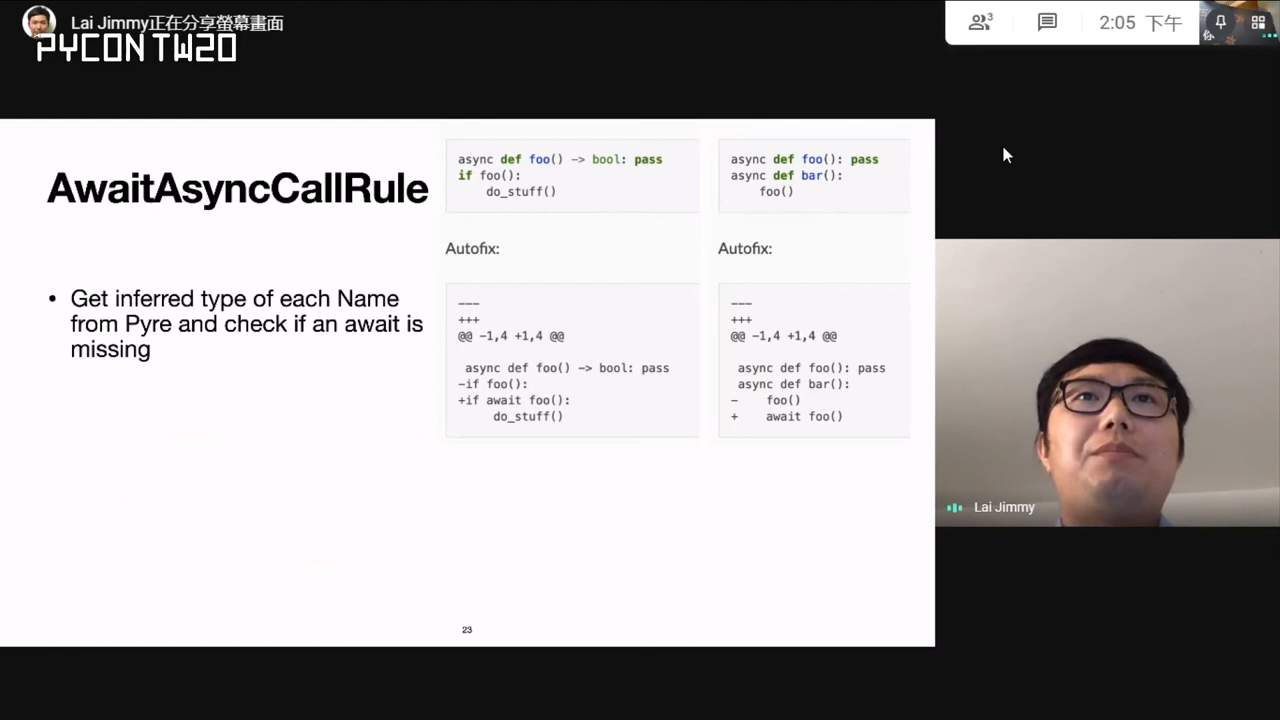 Lai Jimmy正在分享螢幕畫面
PYCON TW20
3
2:05 下午
你
AwaitAsyncCallRule
• Get inferred type of each Name
from Pyre and check if an await is
missing
async def foo() -> bool: pass
if foo():
do_stuff()
Autofix:
---
+++
@@ -1,4 +1,4 @@
async def foo() -> bool: pass
-if foo():
+if await foo():
do_stuff()
async def foo(): pass
async def bar():
foo()
Autofix:
---
+++
@@ -1,4 +1,4 @@
async def foo(): pass
async def bar():
- foo()
+ await foo()
23
Lai Jimmy